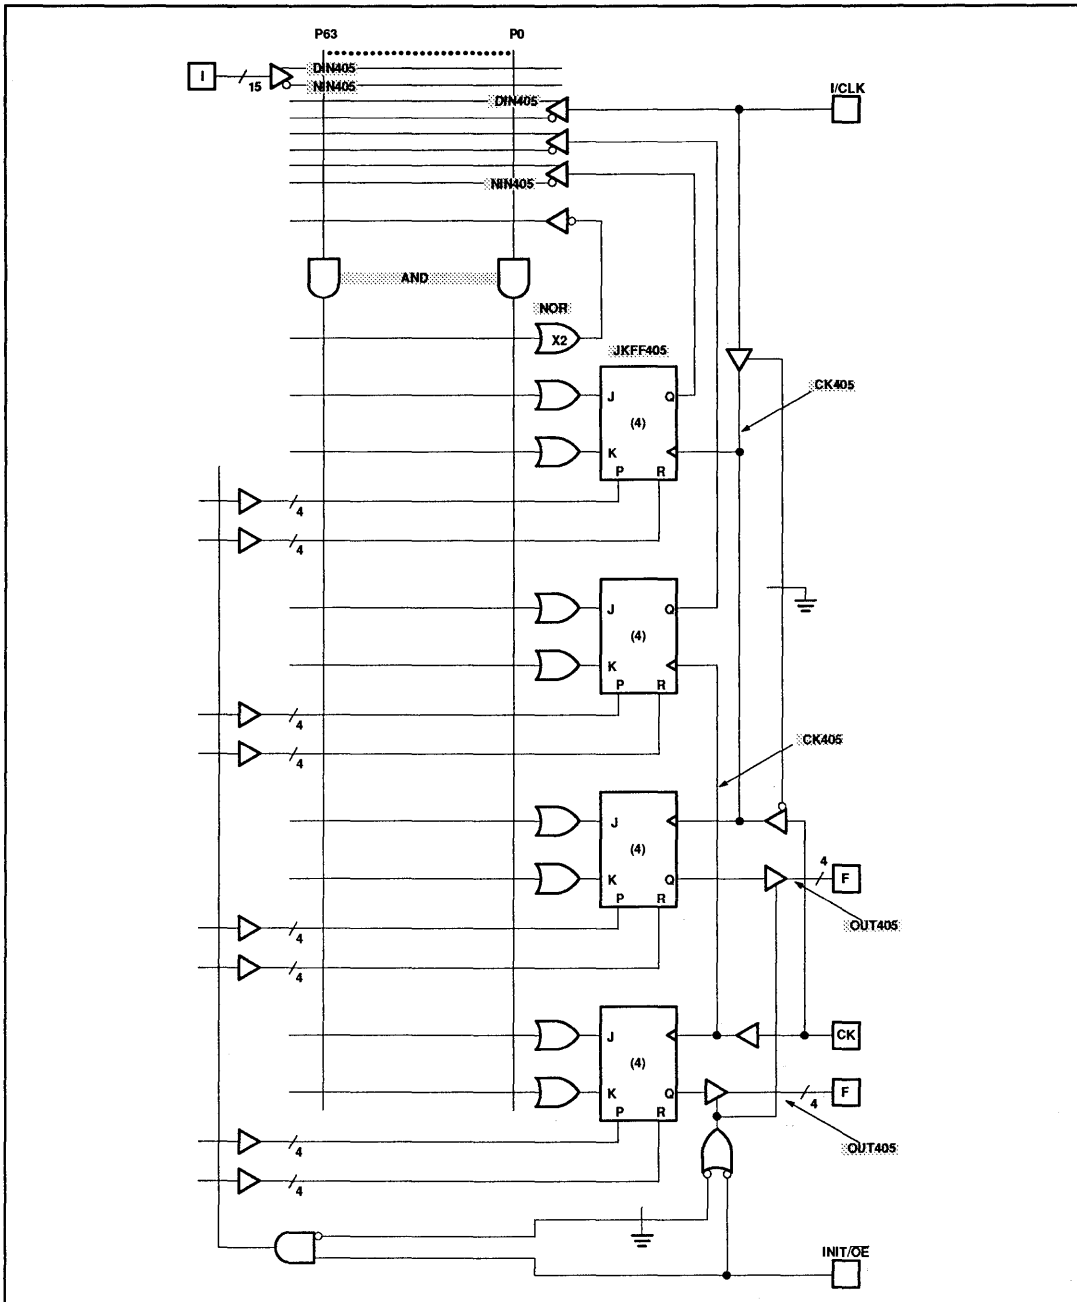 P63 P0
I
15
DIN405
NIN405
DIN405
I/CLK
NIN405
AND
NOR
X2
JKFF405
CK405
J Q
(4)
K
P R
4
4
J Q
(4)
K
P R
4
4
CK405
J
(4)
K Q
P R
4
F
OUT405
4
4
J
(4)
K Q
P R
CK
4
F
OUT405
4
4
INIT/OE